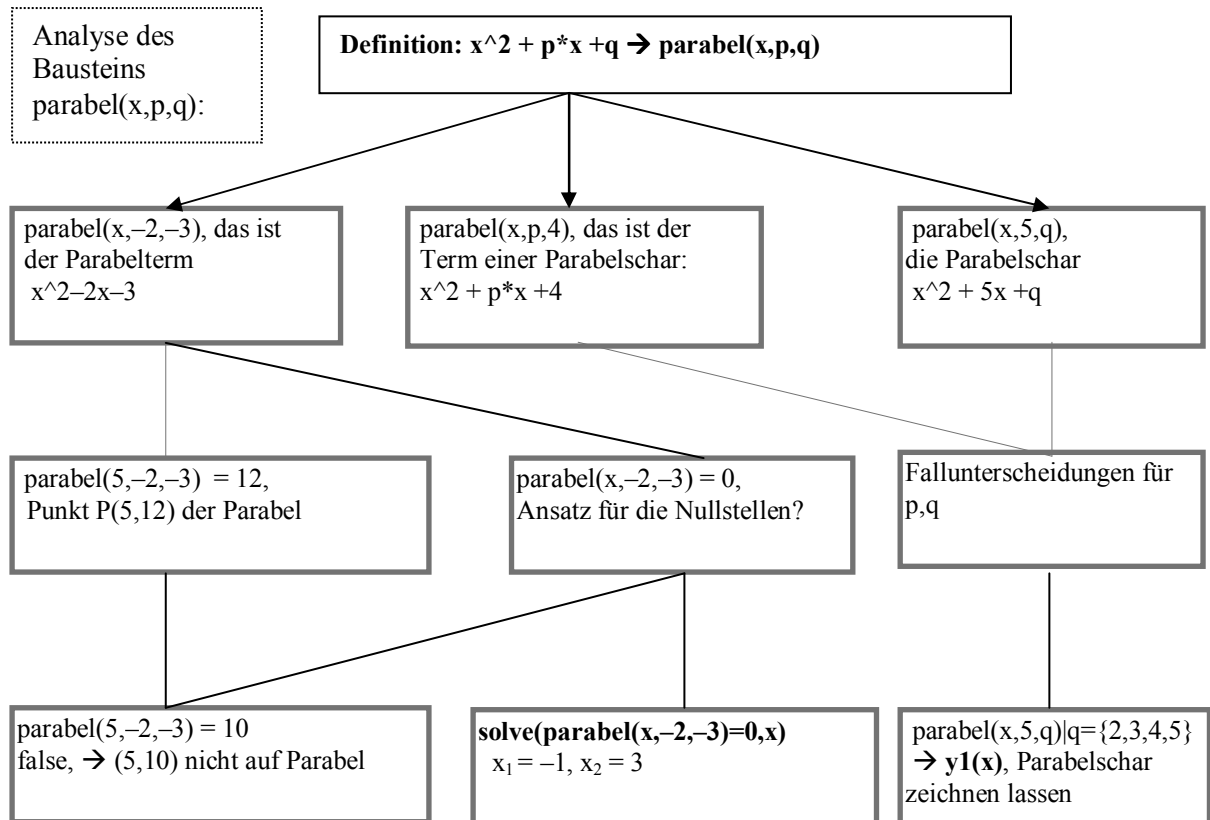 Analyse des
Bausteins
parabel(x,p,q):
Definition: x^2 + p*x +q → parabel(x,p,q)
parabel(x,–2,–3), das ist
der Parabelterm
x^2–2x–3
parabel(x,p,4), das ist der
Term einer Parabelschar:
x^2 + p*x +4
parabel(x,5,q),
die Parabelschar
x^2 + 5x +q
parabel(5,–2,–3) = 12,
Punkt P(5,12) der Parabel
parabel(x,–2,–3) = 0,
Ansatz für die Nullstellen?
Fallunterscheidungen für
p,q
parabel(5,–2,–3) = 10
false, → (5,10) nicht auf Parabel
solve(parabel(x,–2,–3)=0,x)
x₁ = –1, x₂ = 3
parabel(x,5,q)|q={2,3,4,5}
→ y1(x), Parabelschar
zeichnen lassen